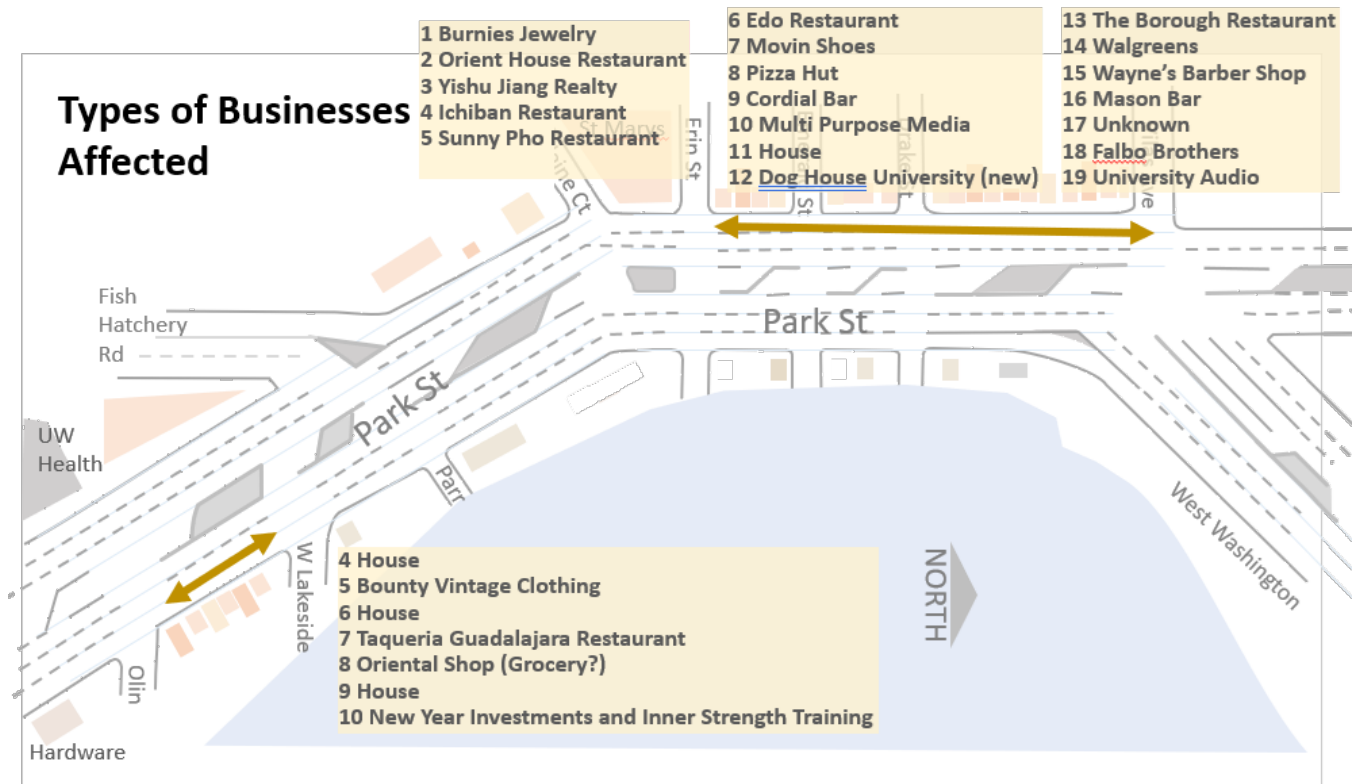 Types of Businesses
Affected
1 Burnies Jewelry
2 Orient House Restaurant
3 Yishu Jiang Realty
4 Ichiban Restaurant
5 Sunny Pho Restaurant
6 Edo Restaurant
7 Movin Shoes
8 Pizza Hut
9 Cordial Bar
10 Multi Purpose Media
11 House
12 Dog House University (new)
13 The Borough Restaurant
14 Walgreens
15 Wayne's Barber Shop
16 Mason Bar
17 Unknown
18 Falbo Brothers
19 University Audio
St Marys
Erin St
St
Ct
Fish
Hatchery
Rd
Park St
Park St
UW
Health
Parr
W Lakeside
Olin
Hardware
4 House
5 Bounty Vintage Clothing
6 House
7 Taqueria Guadalajara Restaurant
8 Oriental Shop (Grocery?)
9 House
10 New Year Investments and Inner Strength Training
NORTH
West Washington